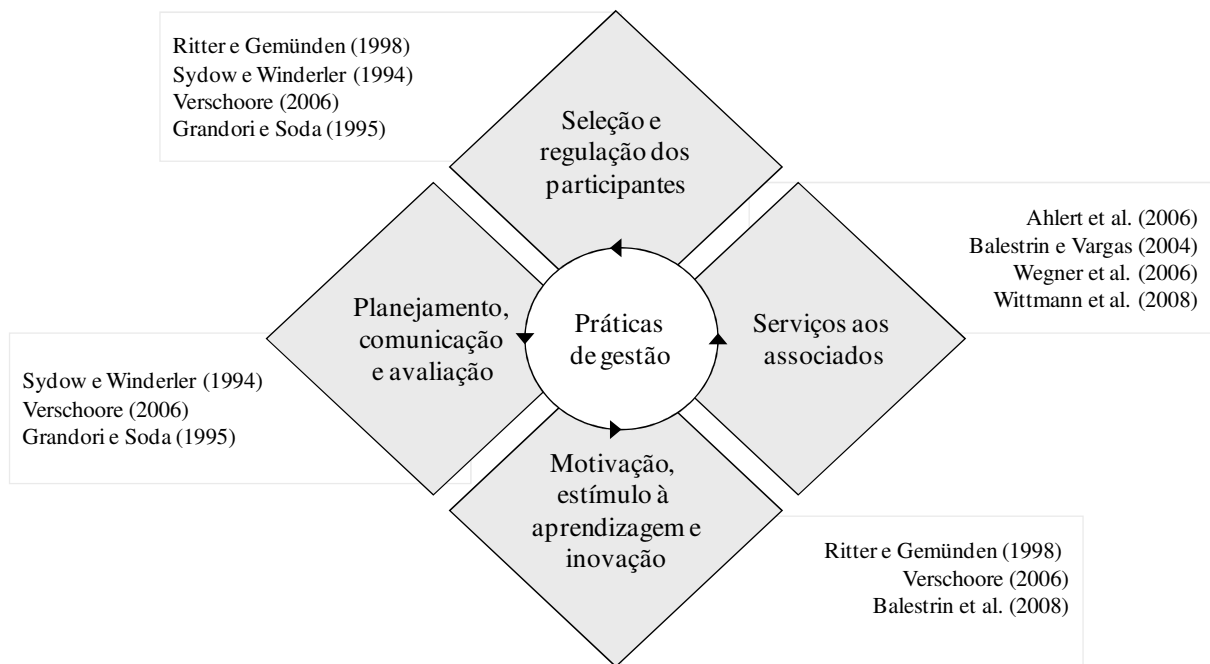 Ritter e Gemünden (1998)
Sydow e Winderler (1994)
Verschoore (2006)
Grandori e Soda (1995)
Seleção e
regulação dos
participantes
Ahlert et al. (2006)
Balestrin e Vargas (2004)
Wegner et al. (2006)
Wittmann et al. (2008)
Planejamento,
comunicação
e avaliação
Práticas
de gestão
Serviços aos
associados
Sydow e Winderler (1994)
Verschoore (2006)
Grandori e Soda (1995)
Motivação,
estímulo à
aprendizagem e
inovação
Ritter e Gemünden (1998)
Verschoore (2006)
Balestrin et al. (2008)